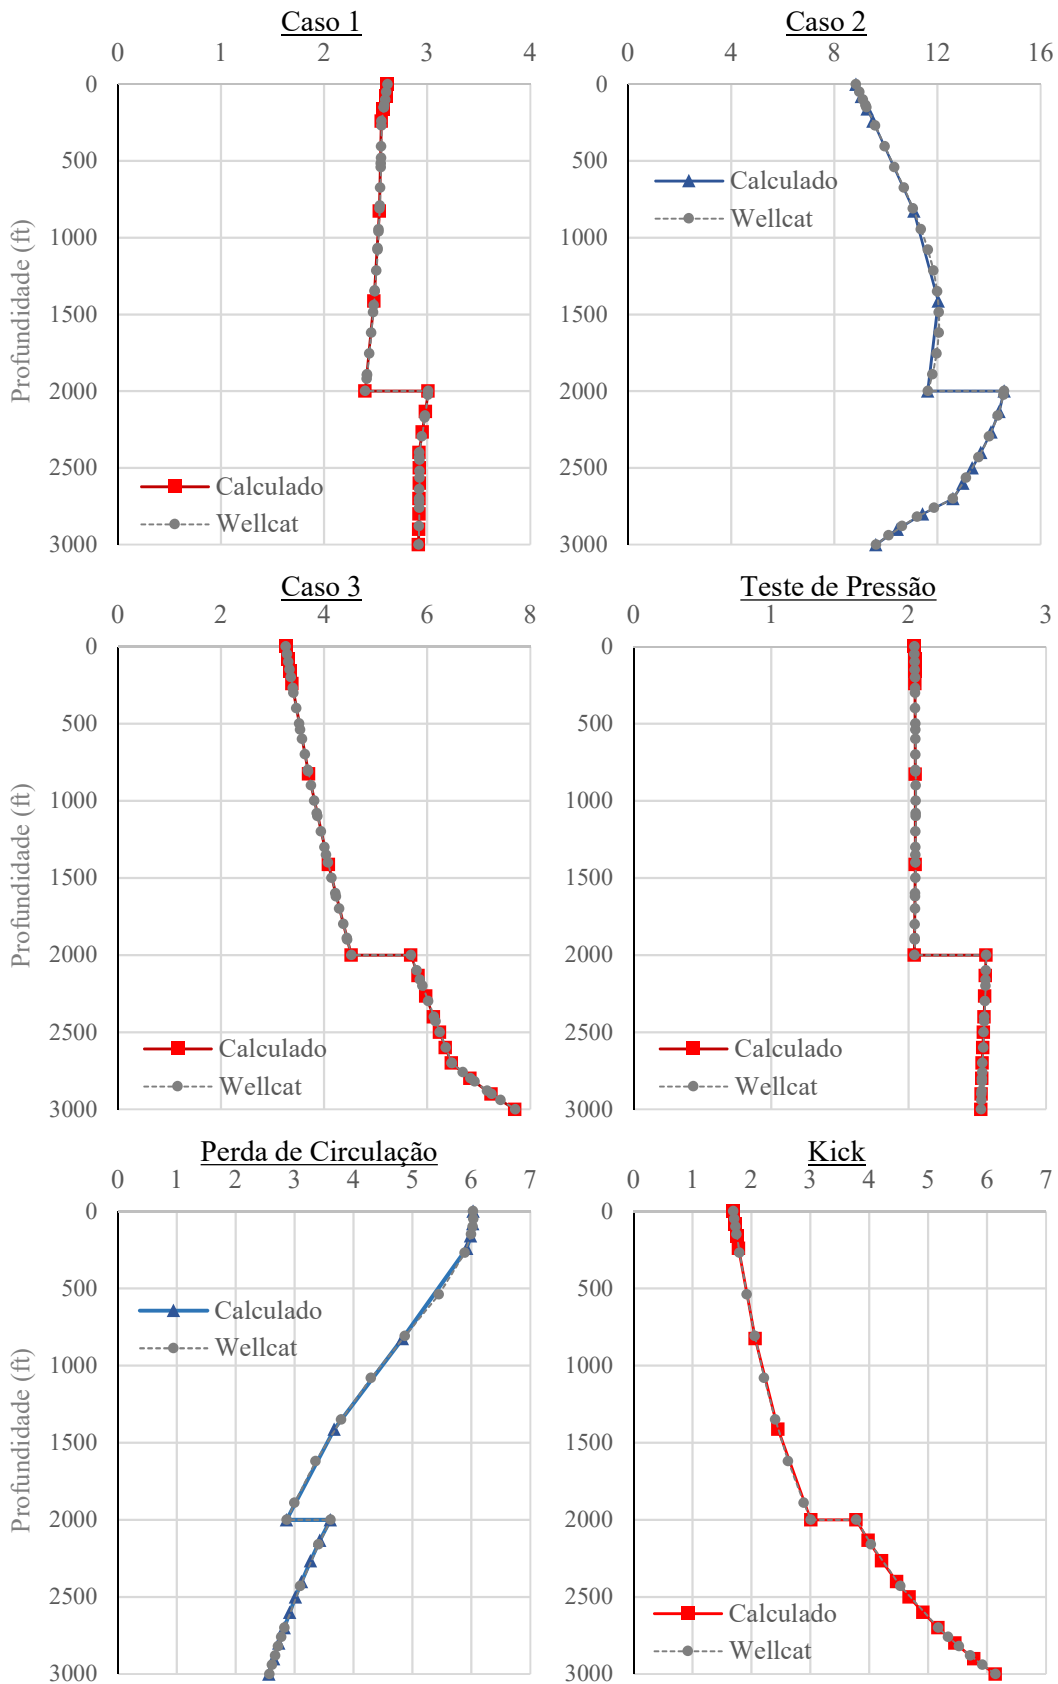 Caso 1
0 1 2 3 4
0
500
1000
1500
2000
2500
3000
Profundidade (ft)
Calculado
Wellcat
Caso 2
0 4 8 12 16
0
500
1000
1500
2000
2500
3000
Calculado
Wellcat
Caso 3
0 2 4 6 8
0
500
1000
1500
2000
2500
3000
Profundidade (ft)
Calculado
Wellcat
Teste de Pressão
0 1 2 3
0
500
1000
1500
2000
2500
3000
Calculado
Wellcat
Perda de Circulação
0 1 2 3 4 5 6 7
0
500
1000
1500
2000
2500
3000
Profundidade (ft)
Calculado
Wellcat
Kick
0 1 2 3 4 5 6 7
0
500
1000
1500
2000
2500
3000
Calculado
Wellcat